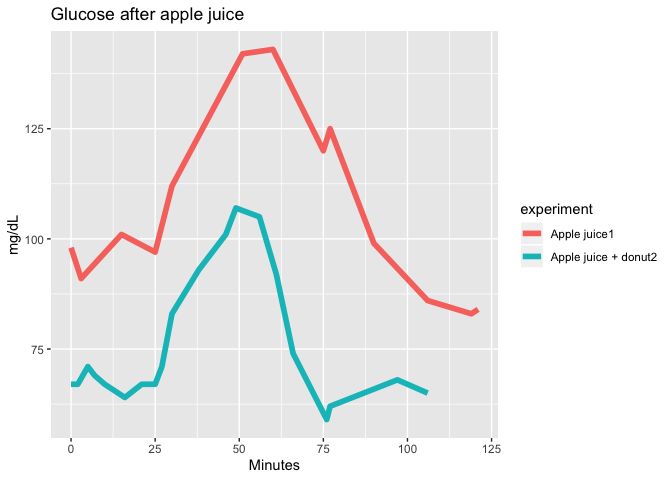 Glucose after apple juice
mg/dL
125
100
75
0 25 50 75 100 125
Minutes
experiment
Apple juice1
Apple juice + donut2